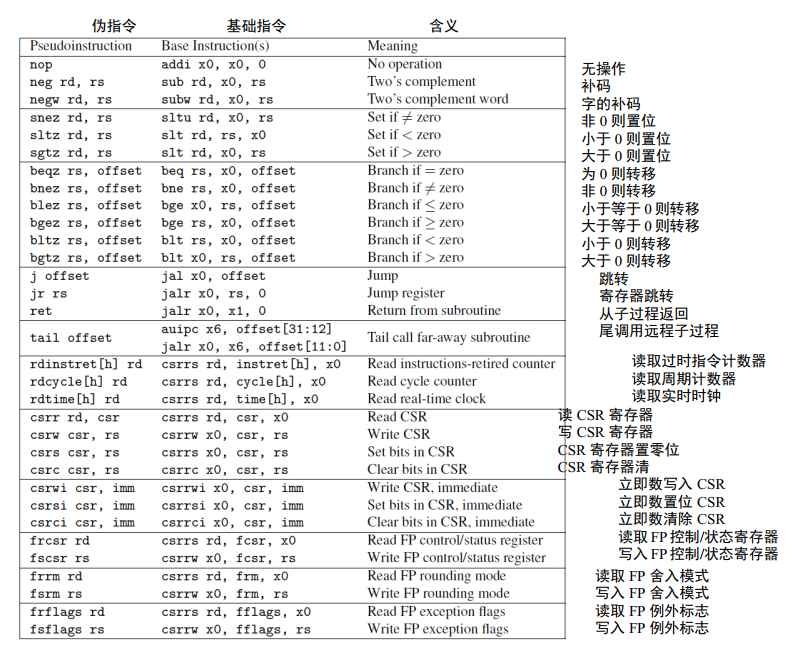 伪指令 基础指令 含义
Pseudoinstruction Base Instruction(s) Meaning
nop addi x0, x0, 0 No operation 无操作
neg rd, rs sub rd, x0, rs Two's complement 补码
negw rd, rs subw rd, x0, rs Two's complement word 字的补码
snez rd, rs sltu rd, x0, rs Set if ≠ zero 非 0 则置位
sltz rd, rs slt rd, rs, x0 Set if < zero 小于 0 则置位
sgtz rd, rs slt rd, x0, rs Set if > zero 大于 0 则置位
beqz rs, offset beq rs, x0, offset Branch if = zero 为 0 则转移
bnez rs, offset bne rs, x0, offset Branch if ≠ zero 非 0 则转移
blez rs, offset bge x0, rs, offset Branch if ≤ zero 小于等于 0 则转移
bgez rs, offset bge rs, x0, offset Branch if ≥ zero 大于等于 0 则转移
bltz rs, offset blt rs, x0, offset Branch if < zero 小于 0 则转移
bgtz rs, offset blt x0, rs, offset Branch if > zero 大于 0 则转移
j offset jal x0, offset Jump 跳转
jr rs jalr x0, rs, 0 Jump register 寄存器跳转
ret jalr x0, x1, 0 Return from subroutine 从子过程返回
tail offset auipc x6, offset[31:12] Tail call far-away subroutine 尾调用远程子过程
jalr x0, x6, offset[11:0]
rdinstret[h] rd csrrs rd, instret[h], x0 Read instructions-retired counter 读取过时指令计数器
rdcycle[h] rd csrrs rd, cycle[h], x0 Read cycle counter 读取周期计数器
rdtime[h] rd csrrs rd, time[h], x0 Read real-time clock 读取实时时钟
csrr rd, csr csrrs rd, csr, x0 Read CSR 读 CSR 寄存器
csrw csr, rs csrrw x0, csr, rs Write CSR 写 CSR 寄存器
csrs csr, rs csrrs x0, csr, rs Set bits in CSR CSR 寄存器置零位
csrc csr, rs csrrc x0, csr, rs Clear bits in CSR CSR 寄存器清
csrwi csr, imm csrrwi x0, csr, imm Write CSR, immediate 立即数写入 CSR
csrsi csr, imm csrrsi x0, csr, imm Set bits in CSR, immediate 立即数置位 CSR
csrci csr, imm csrrci x0, csr, imm Clear bits in CSR, immediate 立即数清除 CSR
frcsr rd csrrs rd, fcsr, x0 Read FP control/status register 读取 FP 控制/状态寄存器
fscsr rs csrrw x0, fcsr, rs Write FP control/status register 写入 FP 控制/状态寄存器
frrm rd csrrs rd, frm, x0 Read FP rounding mode 读取 FP 舍入模式
fsrm rs csrrw x0, frm, rs Write FP rounding mode 写入 FP 舍入模式
frflags rd csrrs rd, fflags, x0 Read FP exception flags 读取 FP 例外标志
fsflags rs csrrw x0, fflags, rs Write FP exception flags 写入 FP 例外标志